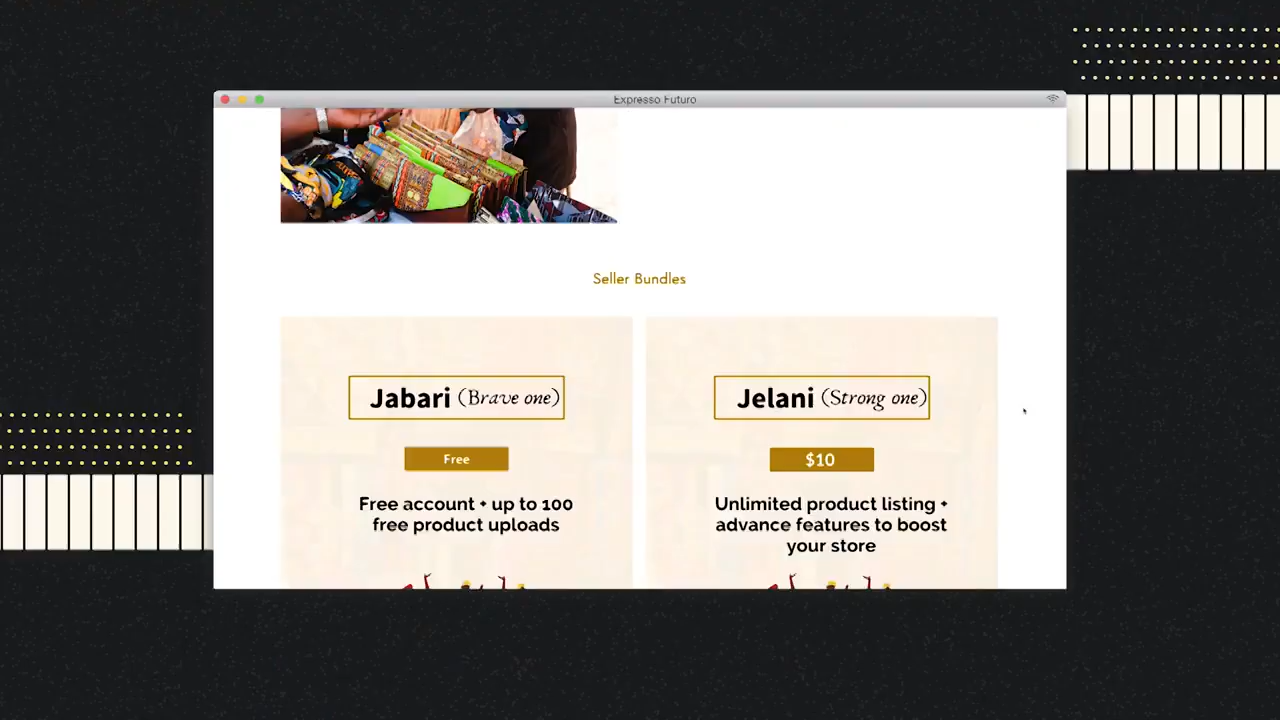 Expresso Futuro
Seller Bundles
Jabari (Brave one)
Free
Free account + up to 100
free product uploads
Jelani (Strong one)
$10
Unlimited product listing +
advance features to boost
your store